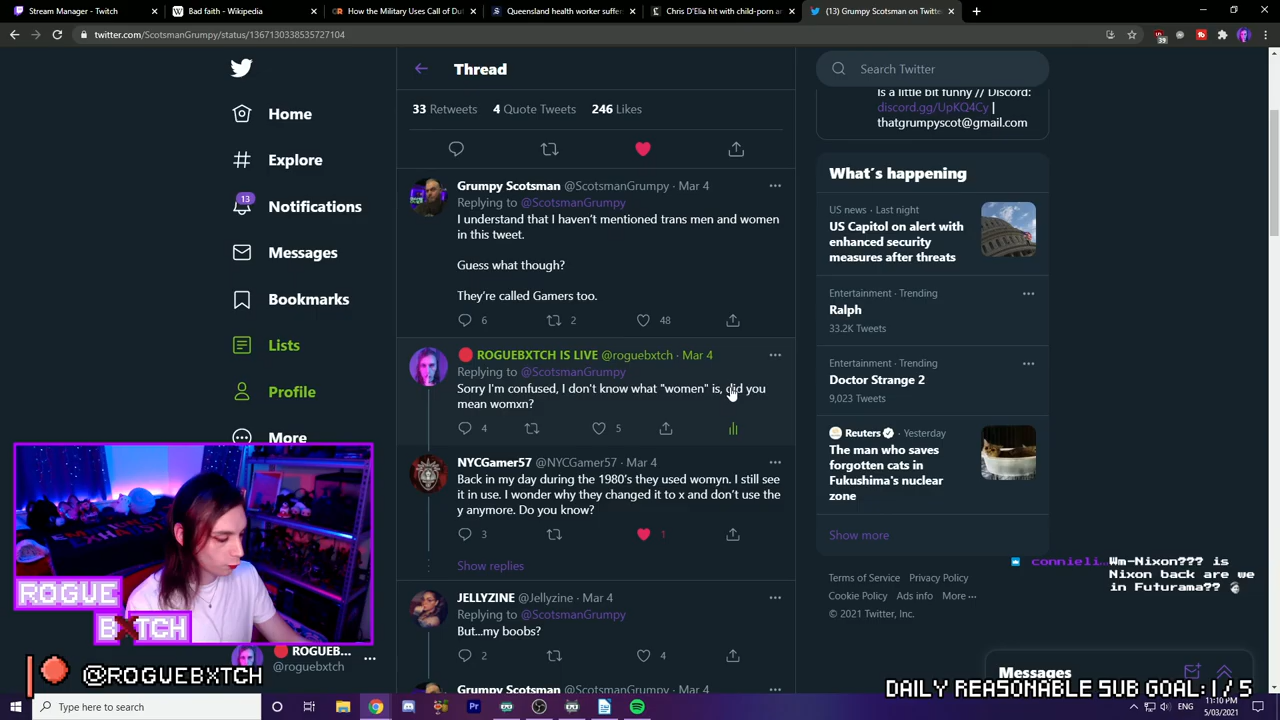 Stream Manager - Twitch
Bad faith - Wikipedia
How the Military Uses Call of Du
Queensland health worker suffer
Chris D'Elia hit with child-porn a
(13) Grumpy Scotsman on Twitt
twitter.com/ScotsmanGrumpy/status/1367130338535727104
Home
Explore
13
Notifications
Messages
Bookmarks
Lists
Profile
More
Thread
33 Retweets 4 Quote Tweets 246 Likes
Grumpy Scotsman @ScotsmanGrumpy · Mar 4
Replying to @ScotsmanGrumpy
I understand that I haven't mentioned trans men and women
in this tweet.
Guess what though?
They're called Gamers too.
6 2 48
ROGUEBXTCH IS LIVE @roguebxtch · Mar 4
Replying to @ScotsmanGrumpy
Sorry I'm confused, I don't know what "women" is, did you
mean womxn?
4 5
NYCGamer57 @NYCGamer57 · Mar 4
Back in my day during the 1980's they used womyn. I still see
it in use. I wonder why they changed it to x and don't use the
y anymore. Do you know?
3 1
Show replies
JELLYZINE @Jellyzine · Mar 4
Replying to @ScotsmanGrumpy
But...my boobs?
2 4
Grumpy Scotsman @ScotsmanGrumpy · Mar 4
Search Twitter
is a little bit funny // Discord:
discord.gg/UpKQ4Cy |
thatgrumpyscot@gmail.com
What's happening
US news · Last night
US Capitol on alert with
enhanced security
measures after threats
Entertainment · Trending
Ralph
33.2K Tweets
Entertainment · Trending
Doctor Strange 2
9,023 Tweets
Reuters · Yesterday
The man who saves
forgotten cats in
Fukushima's nuclear
zone
Show more
Terms of Service Privacy Policy
Cookie Policy Ads info More ···
© 2021 Twitter, Inc.
connieli… Wm-Nixon??? is
Nixon back are we
in Futurama??
Messages
DAILY REASONABLE SUB GOAL: 1 / 5
ROGUE
BXTCH
ROGUEB...
@roguebxtch
@ROGUEBXTCH
Type here to search
ENG
11:10 PM
5/03/2021